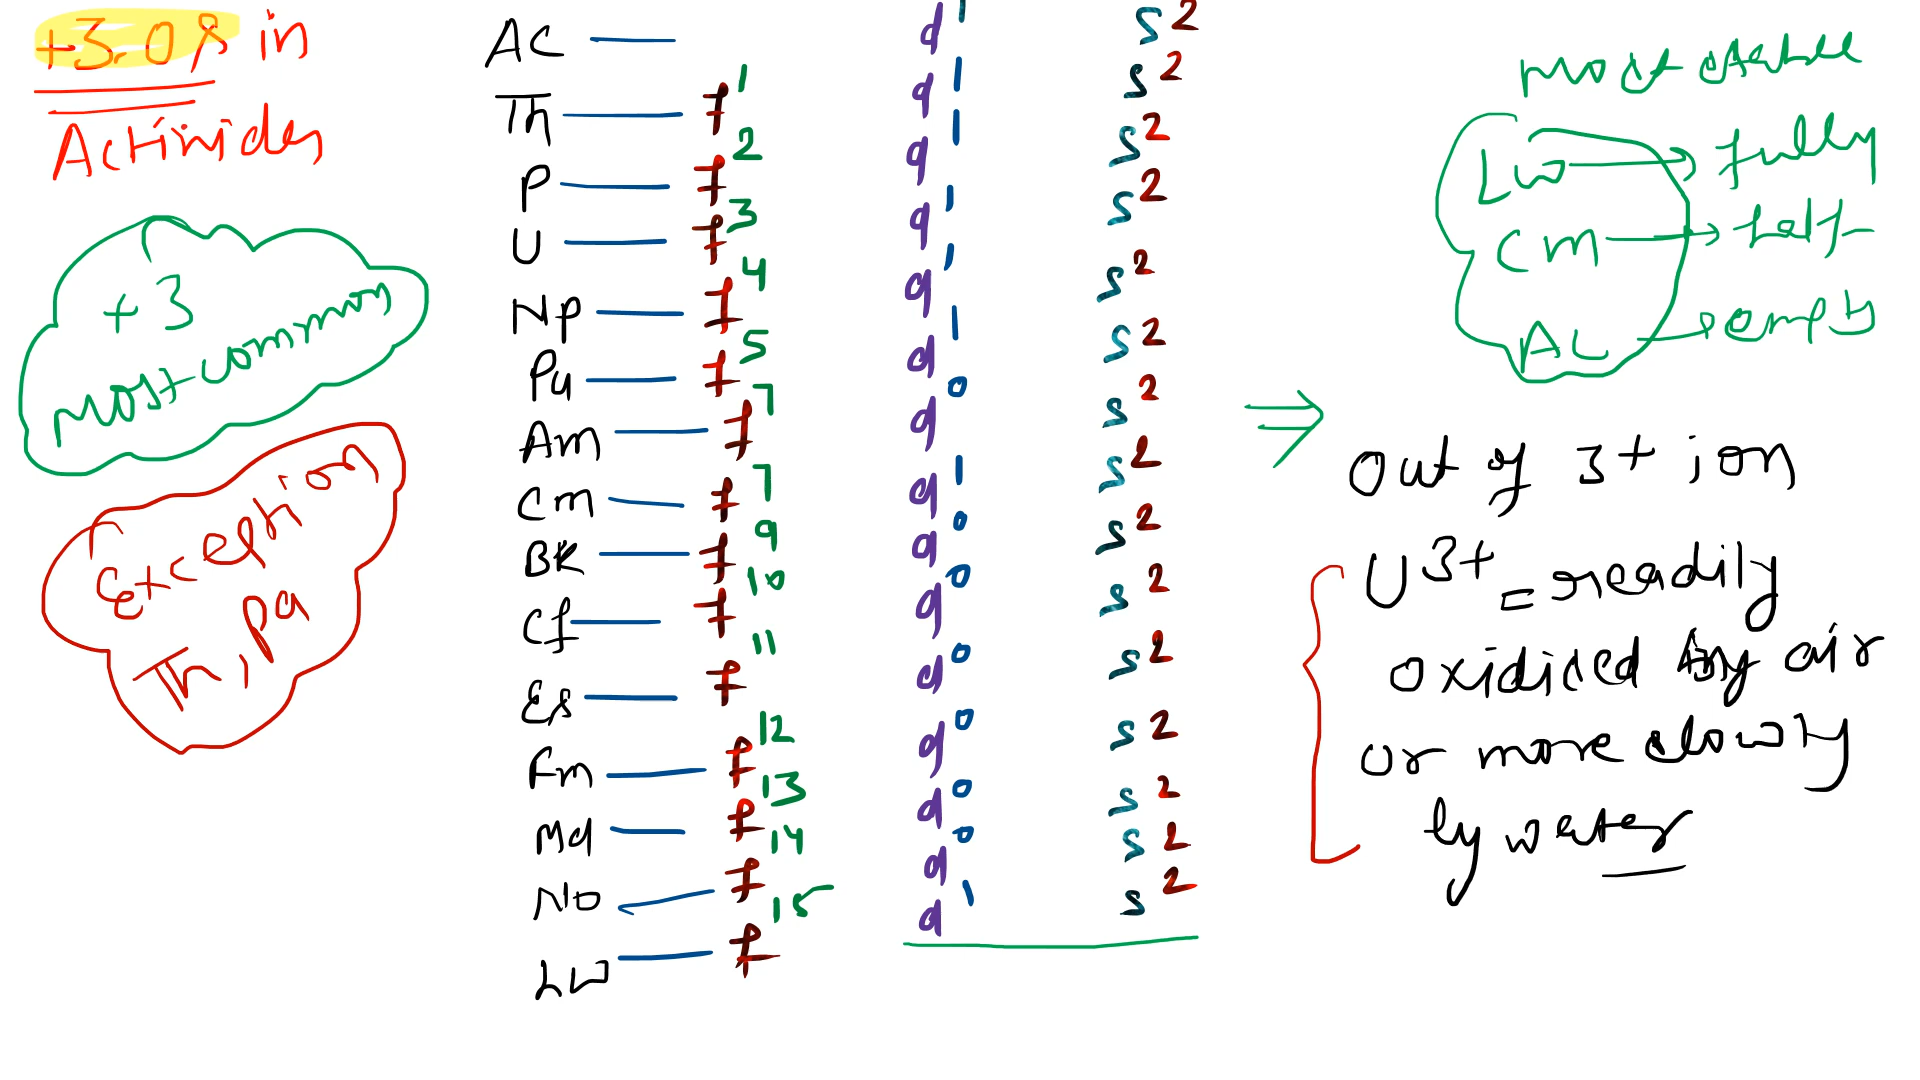 +3.0.S in
Actinides
+3
most common
Exception
Th, Pa
AC — d1 s2
Th — f1 d1 s2
P — f2 d1 s2
U — f3 d1 s2
Np — f4 d1 s2
Pu — f5 d1 s2
Am — f7 d0 s2
Cm — f7 d1 s2
BK — f9 d0 s2
Cf — f10 d0 s2
Es — f11 d0 s2
Fm — f12 d0 s2
Md — f13 d0 s2
No — f14 d0 s2
LW — f15 d1 s2
most stable
LW → fully
Cm → half-
AC → empty
⇒
Out of 3+ ion
U3+ = readily
oxidised by air
or more slowly
by water